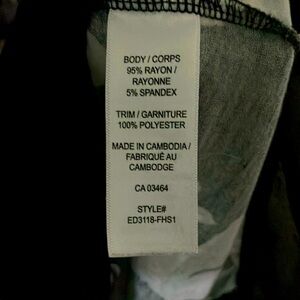 BODY / CORPS
95% RAYON /
RAYONNE
5% SPANDEX
TRIM / GARNITURE
100% POLYESTER
MADE IN CAMBODIA /
FABRIQUÉ AU
CAMBODGE
CA 03464
STYLE#
ED3118-FHS1